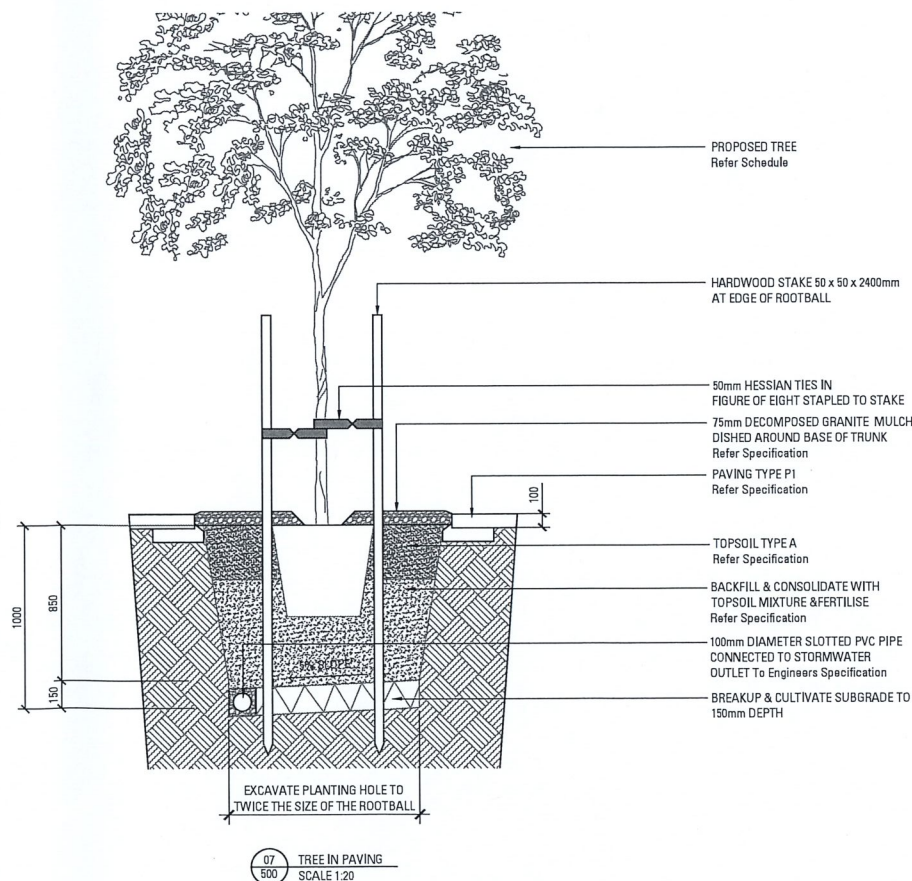 PROPOSED TREE
Refer Schedule
HARDWOOD STAKE 50 x 50 x 2400mm
AT EDGE OF ROOTBALL
50mm HESSIAN TIES IN
FIGURE OF EIGHT STAPLED TO STAKE
75mm DECOMPOSED GRANITE MULCH
DISHED AROUND BASE OF TRUNK
Refer Specification
PAVING TYPE P1
Refer Specification
100
TOPSOIL TYPE A
Refer Specification
BACKFILL & CONSOLIDATE WITH
TOPSOIL MIXTURE &FERTILISE
Refer Specification
100mm DIAMETER SLOTTED PVC PIPE
CONNECTED TO STORMWATER
OUTLET To Engineers Specification
BREAKUP & CULTIVATE SUBGRADE TO
150mm DEPTH
1000
850
150
SLOPE
EXCAVATE PLANTING HOLE TO
TWICE THE SIZE OF THE ROOTBALL
07
500
TREE IN PAVING
SCALE 1:20